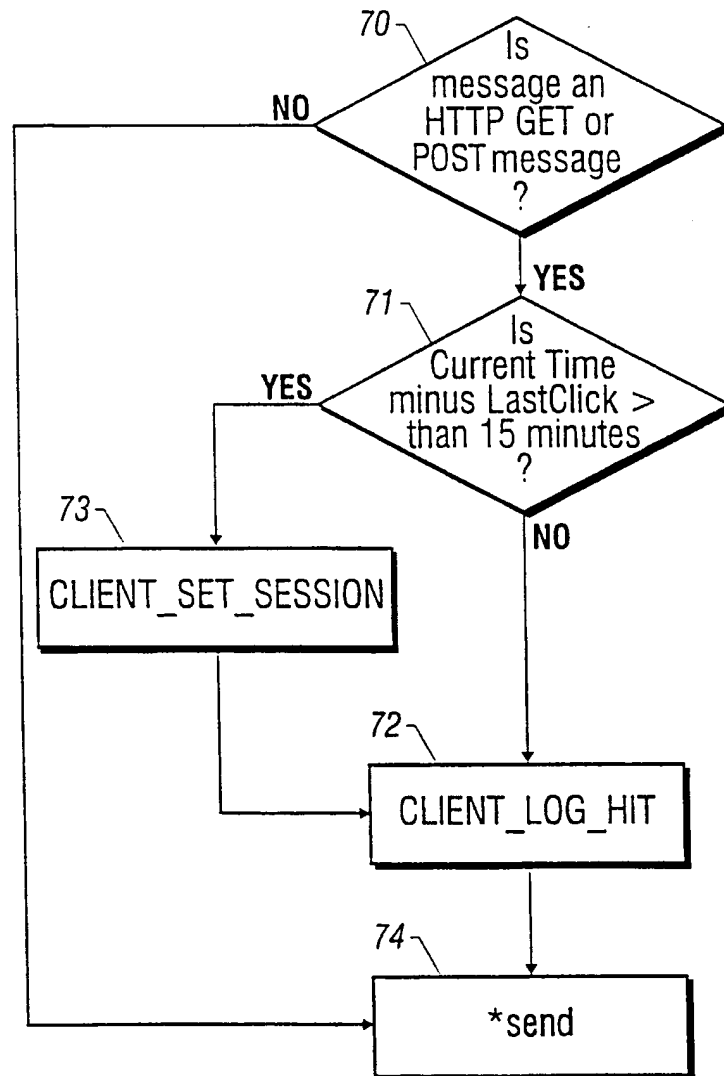 70
Is
message an
HTTP GET or
POST message
?
NO
YES
71
Is
Current Time
minus LastClick >
than 15 minutes
?
YES
NO
73
CLIENT_SET_SESSION
72
CLIENT_LOG_HIT
74
*send